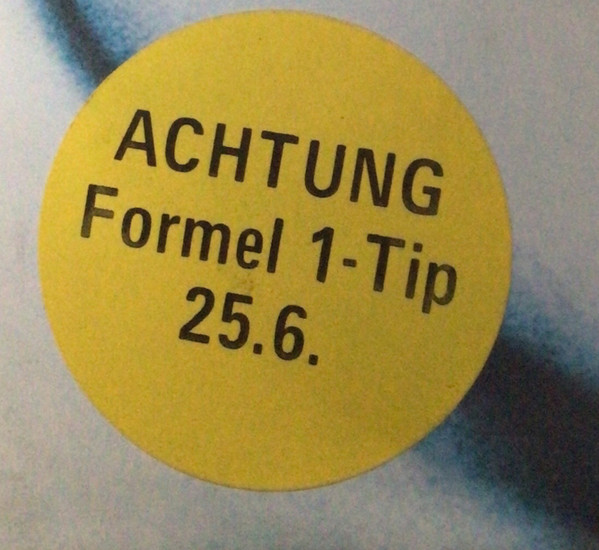 ACHTUNG
Formel 1-Tip
25.6.